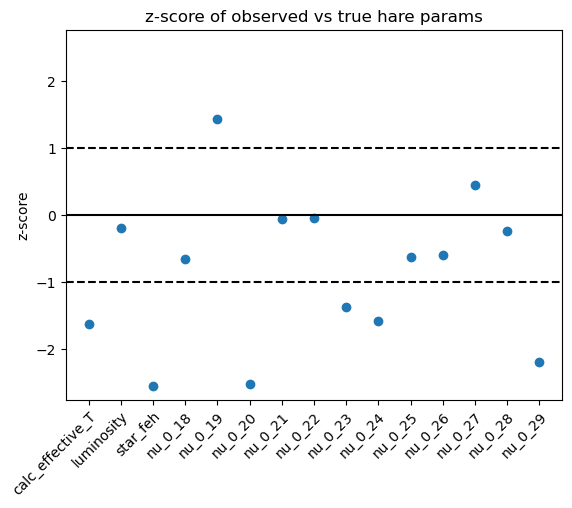 z-score of observed vs true hare params
z-score
2
1
0
−1
−2
calc_effective_T
luminosity
star_feh
nu_0_18
nu_0_19
nu_0_20
nu_0_21
nu_0_22
nu_0_23
nu_0_24
nu_0_25
nu_0_26
nu_0_27
nu_0_28
nu_0_29